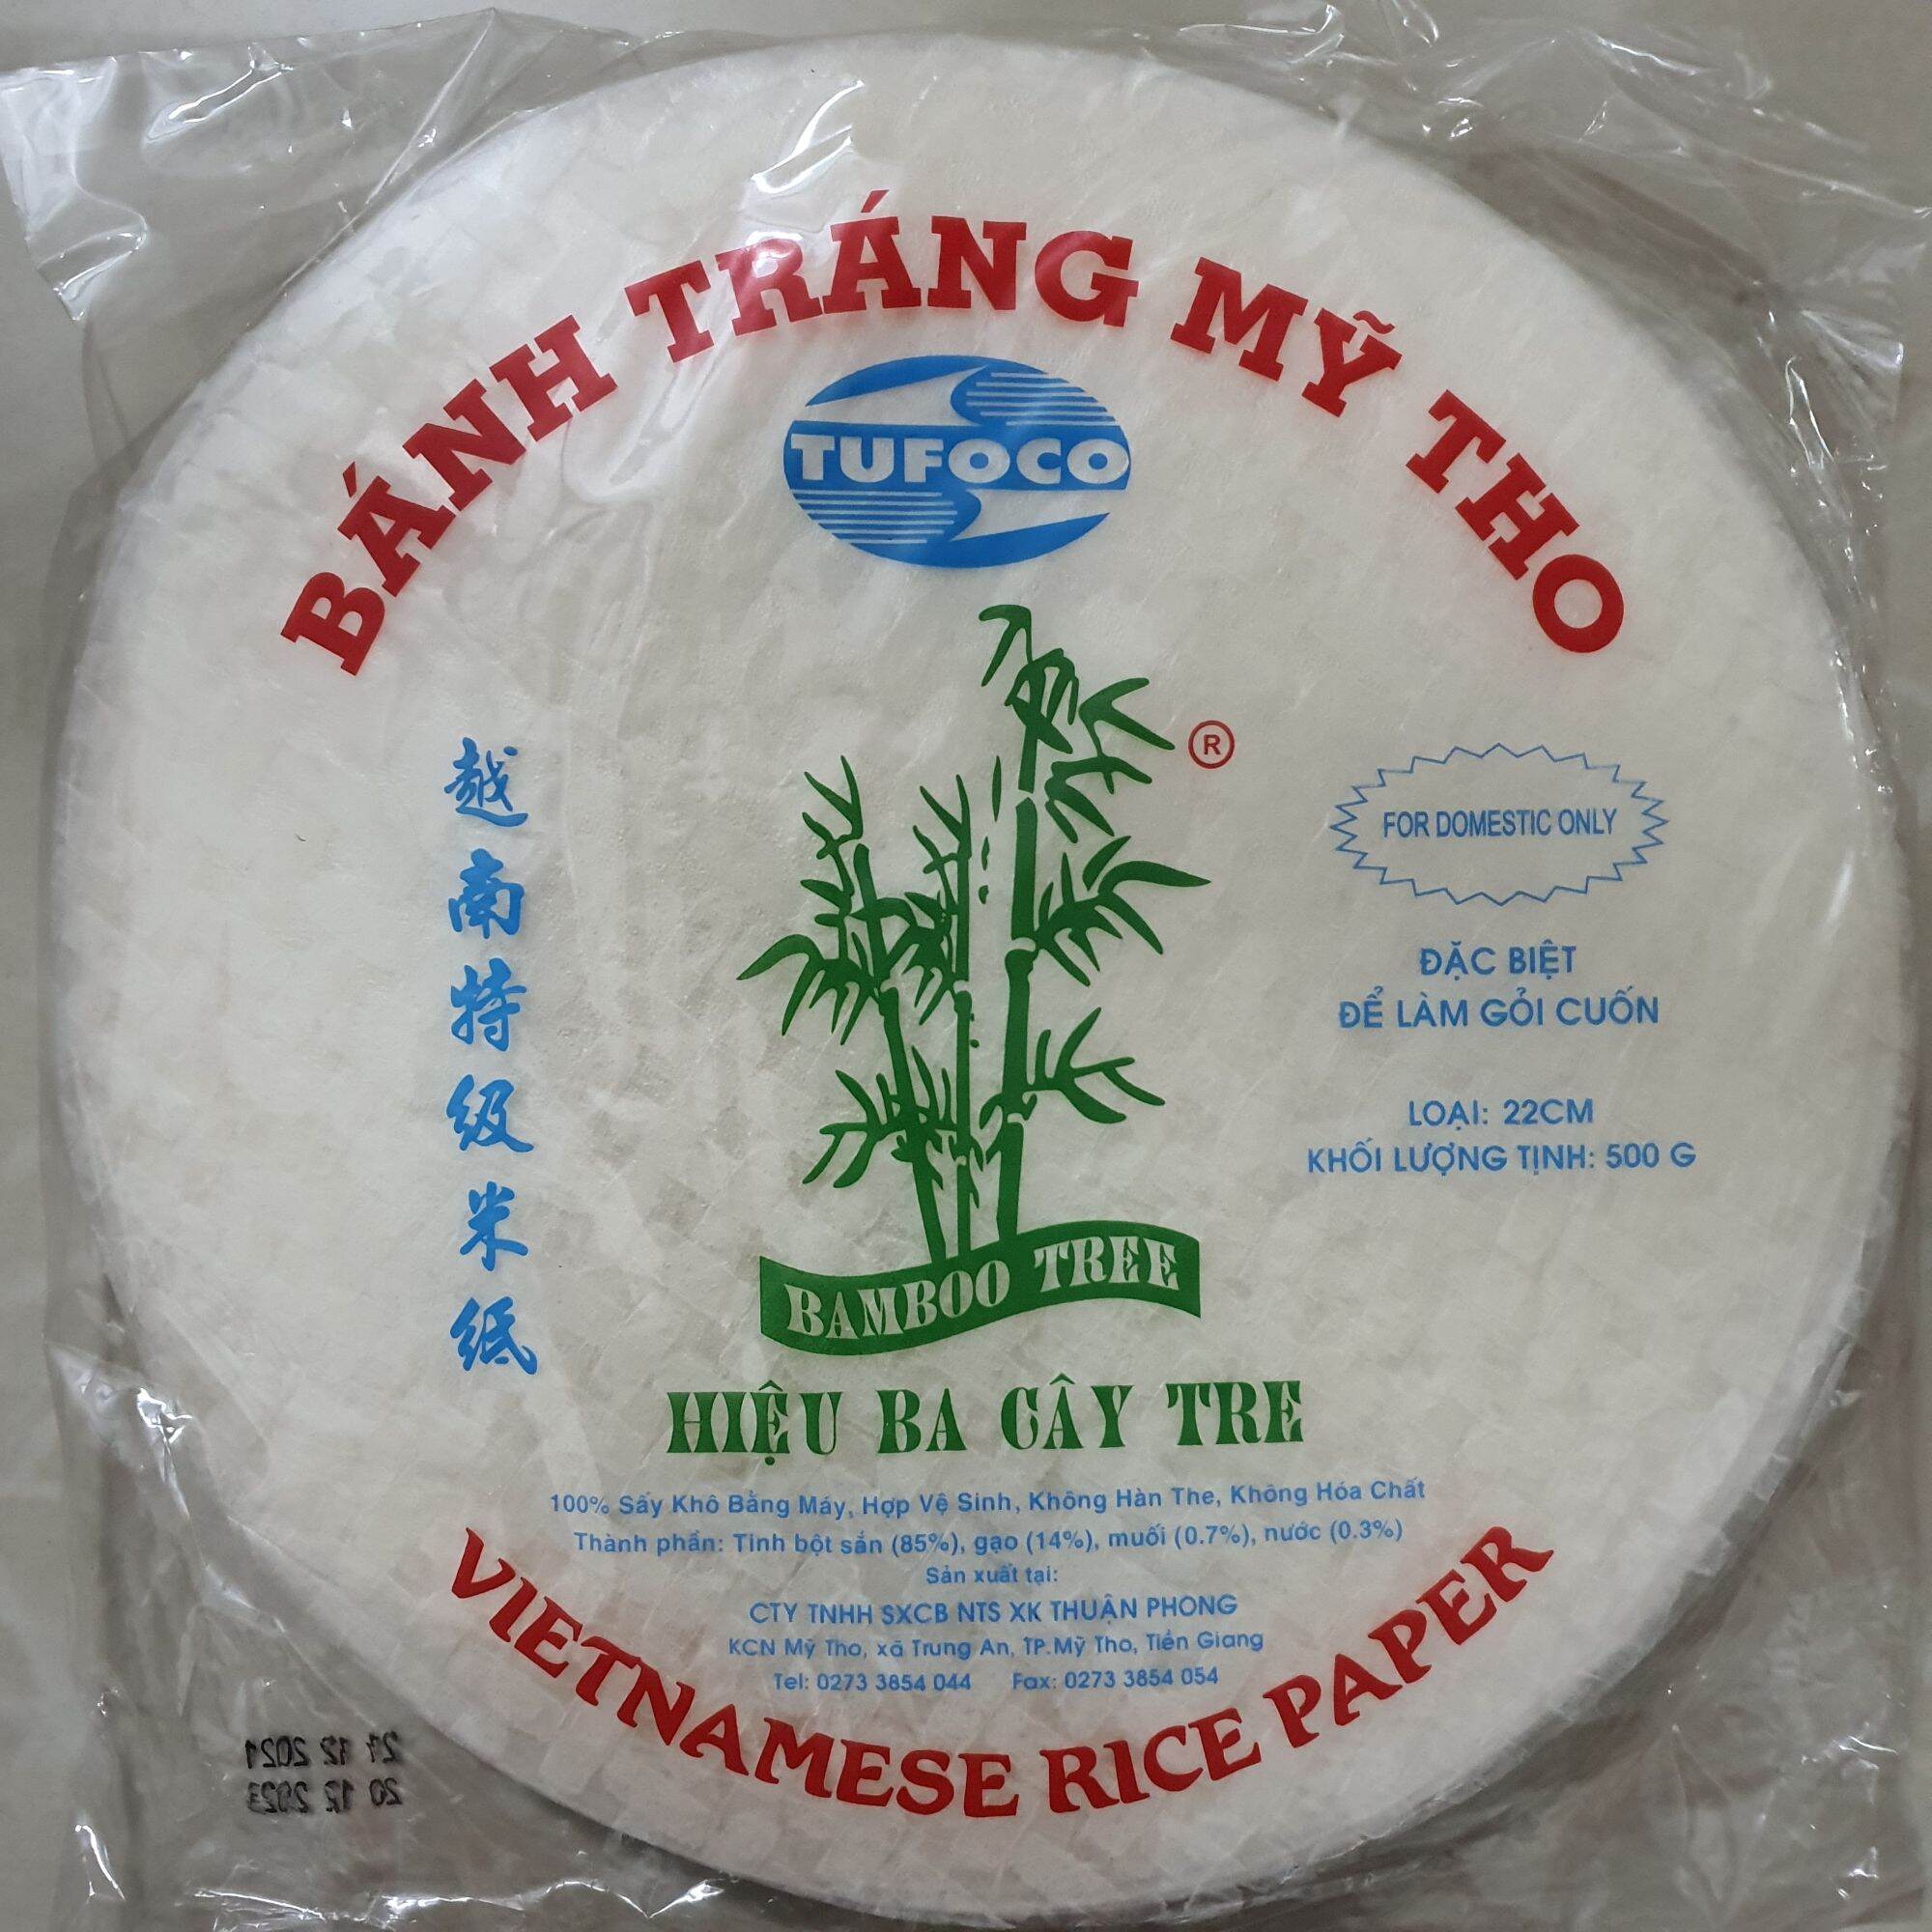 BÁNH TRÁNG MỸ THO
TUFOCO
®
越南特级米纸
FOR DOMESTIC ONLY
ĐẶC BIỆT
ĐỂ LÀM GỎI CUỐN
LOẠI: 22CM
KHỐI LƯỢNG TỊNH: 500 G
BAMBOO TREE
HIỆU BA CÂY TRE
100% Sấy Khô Bằng Máy, Hợp Vệ Sinh, Không Hàn The, Không Hóa Chất
Thành phần: Tinh bột sắn (85%), gạo (14%), muối (0.7%), nước (0.3%)
Sản xuất tại:
CTY TNHH SXCB NTS XK THUẬN PHONG
KCN Mỹ Tho, xã Trung An, TP.Mỹ Tho, Tiền Giang
Tel: 0273 3854 044 Fax: 0273 3854 054
VIETNAMESE RICE PAPER
21 12 2021
20 12 2023